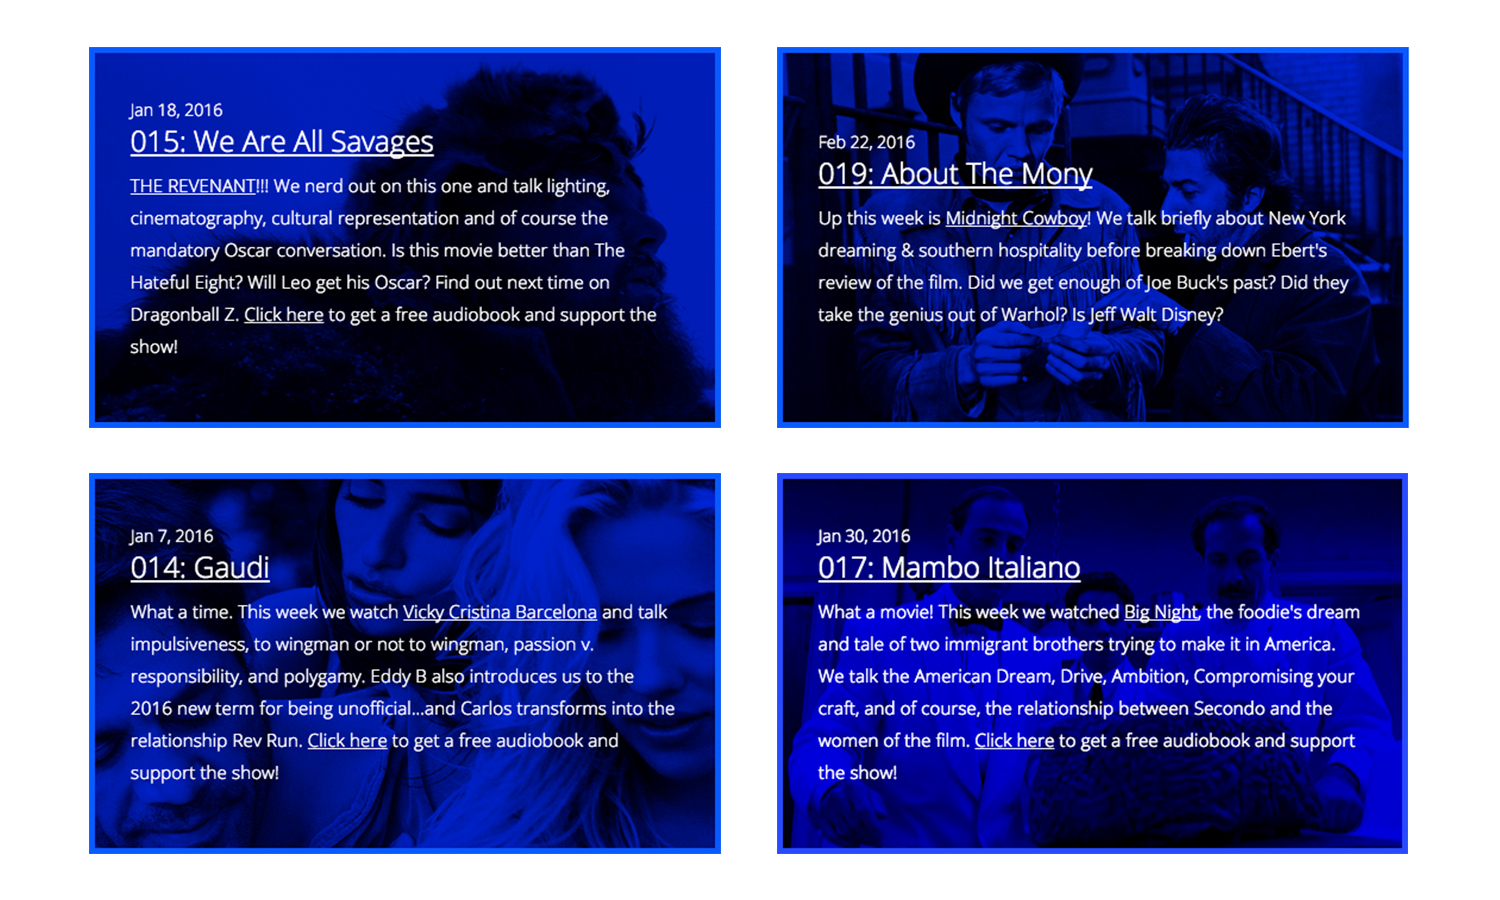 Jan 18, 2016
015: We Are All Savages
THE REVENANT!!! We nerd out on this one and talk lighting,
cinematography, cultural representation and of course the
mandatory Oscar conversation. Is this movie better than The
Hateful Eight? Will Leo get his Oscar? Find out next time on
Dragonball Z. Click here to get a free audiobook and support the
show!
Feb 22, 2016
019: About The Mony
Up this week is Midnight Cowboy! We talk briefly about New York
dreaming & southern hospitality before breaking down Ebert's
review of the film. Did we get enough of Joe Buck's past? Did they
take the genius out of Warhol? Is Jeff Walt Disney?
Jan 7, 2016
014: Gaudi
What a time. This week we watch Vicky Cristina Barcelona and talk
impulsiveness, to wingman or not to wingman, passion v.
responsibility, and polygamy. Eddy B also introduces us to the
2016 new term for being unofficial...and Carlos transforms into the
relationship Rev Run. Click here to get a free audiobook and
support the show!
Jan 30, 2016
017: Mambo Italiano
What a movie! This week we watched Big Night, the foodie's dream
and tale of two immigrant brothers trying to make it in America.
We talk the American Dream, Drive, Ambition, Compromising your
craft, and of course, the relationship between Secondo and the
women of the film. Click here to get a free audiobook and support
the show!